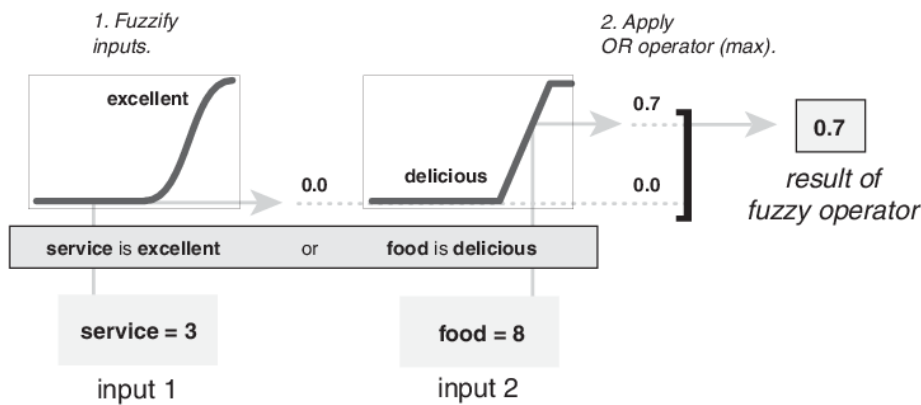 1. Fuzzify
inputs.
2. Apply
OR operator (max).
excellent
0.0
delicious
0.7
0.0
0.7
result of
fuzzy operator
service is excellent or food is delicious
service = 3
food = 8
input 1
input 2